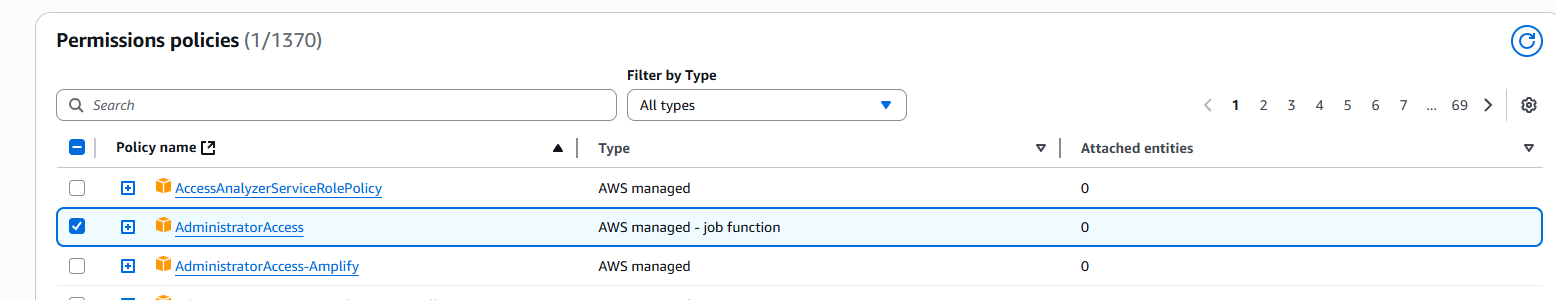 Permissions policies (1/1370)
Filter by Type
Search
All types
1 2 3 4 5 6 7 ... 69
Policy name Type Attached entities
AccessAnalyzerServiceRolePolicy AWS managed 0
AdministratorAccess AWS managed - job function 0
AdministratorAccess-Amplify AWS managed 0